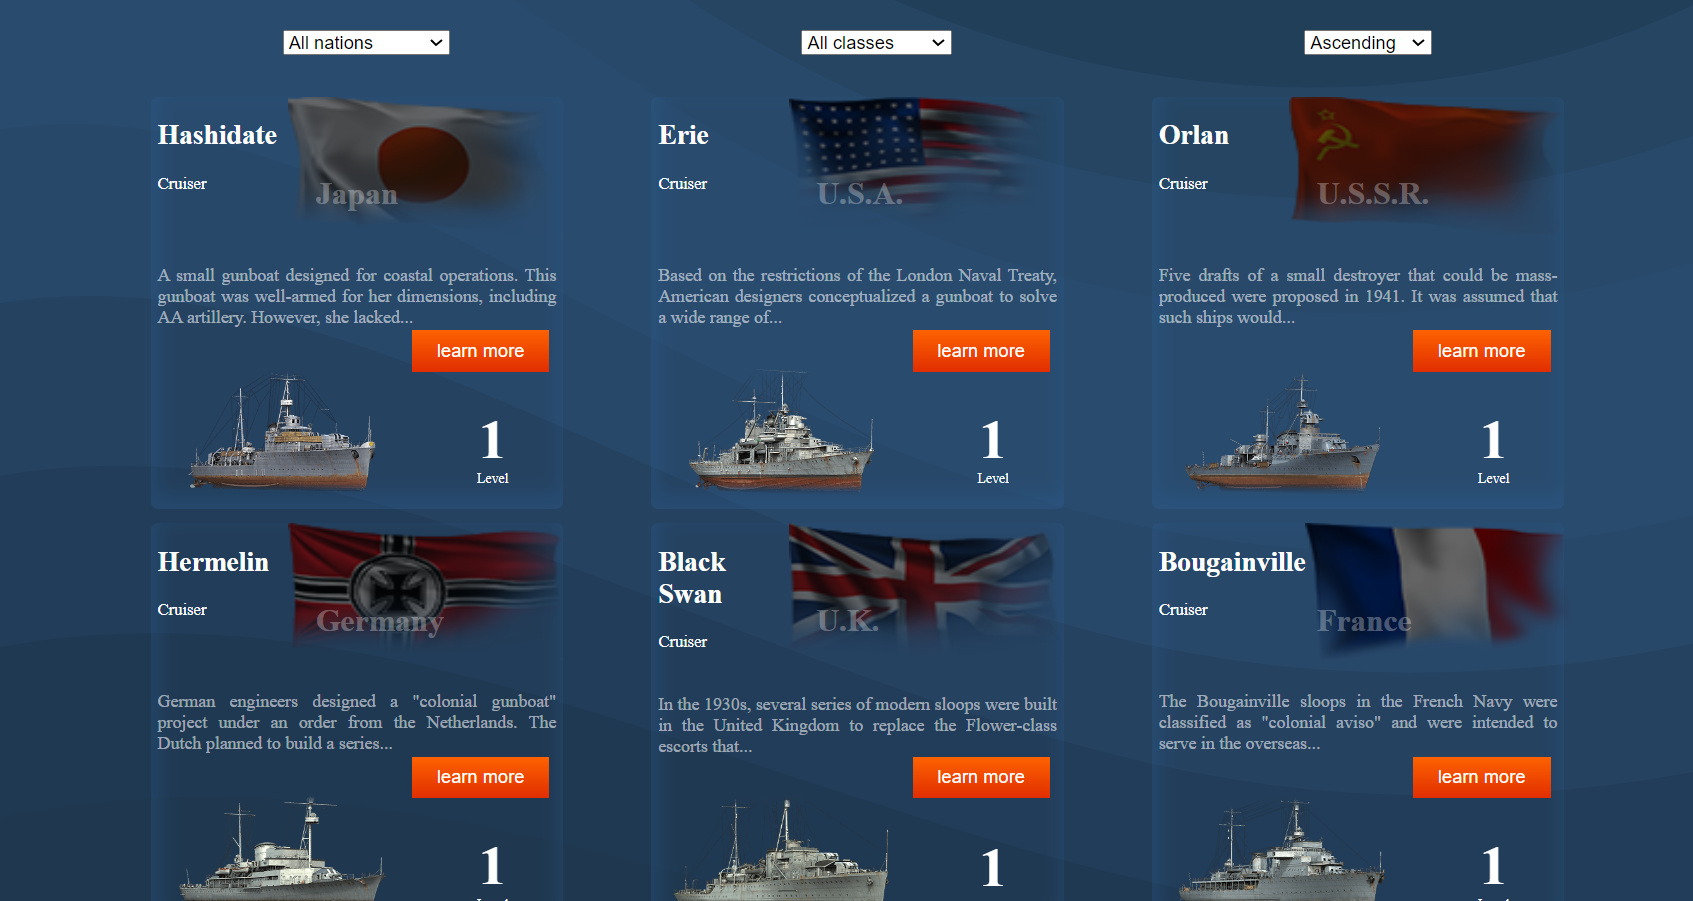 All nations
All classes
Ascending
Hashidate
Cruiser
Japan
A small gunboat designed for coastal operations. This
gunboat was well-armed for her dimensions, including
AA artillery. However, she lacked...
learn more
1
Level
Erie
Cruiser
U.S.A.
Based on the restrictions of the London Naval Treaty,
American designers conceptualized a gunboat to solve
a wide range of...
learn more
1
Level
Orlan
Cruiser
U.S.S.R.
Five drafts of a small destroyer that could be mass-
produced were proposed in 1941. It was assumed that
such ships would...
learn more
1
Level
Hermelin
Cruiser
Germany
German engineers designed a "colonial gunboat"
project under an order from the Netherlands. The
Dutch planned to build a series...
learn more
1
Black
Swan
Cruiser
U.K.
In the 1930s, several series of modern sloops were built
in the United Kingdom to replace the Flower-class
escorts that...
learn more
1
Bougainville
Cruiser
France
The Bougainville sloops in the French Navy were
classified as "colonial aviso" and were intended to
serve in the overseas...
learn more
1